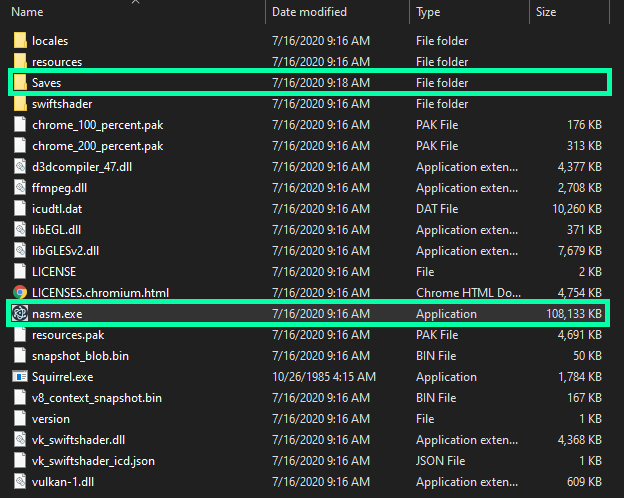 Name Date modified Type Size
locales 7/16/2020 9:16 AM File folder
resources 7/16/2020 9:16 AM File folder
Saves 7/16/2020 9:18 AM File folder
swiftshader 7/16/2020 9:16 AM File folder
chrome_100_percent.pak 7/16/2020 9:16 AM PAK File 176 KB
chrome_200_percent.pak 7/16/2020 9:16 AM PAK File 313 KB
d3dcompiler_47.dll 7/16/2020 9:16 AM Application exten... 4,377 KB
ffmpeg.dll 7/16/2020 9:16 AM Application exten... 2,708 KB
icudtl.dat 7/16/2020 9:16 AM DAT File 10,260 KB
libEGL.dll 7/16/2020 9:16 AM Application exten... 371 KB
libGLESv2.dll 7/16/2020 9:16 AM Application exten... 7,679 KB
LICENSE 7/16/2020 9:16 AM File 2 KB
LICENSES.chromium.html 7/16/2020 9:16 AM Chrome HTML Do... 4,754 KB
nasm.exe 7/16/2020 9:16 AM Application 108,133 KB
resources.pak 7/16/2020 9:16 AM PAK File 4,691 KB
snapshot_blob.bin 7/16/2020 9:16 AM BIN File 50 KB
Squirrel.exe 10/26/1985 4:15 AM Application 1,784 KB
v8_context_snapshot.bin 7/16/2020 9:16 AM BIN File 167 KB
version 7/16/2020 9:16 AM File 1 KB
vk_swiftshader.dll 7/16/2020 9:16 AM Application exten... 4,368 KB
vk_swiftshader_icd.json 7/16/2020 9:16 AM JSON File 1 KB
vulkan-1.dll 7/16/2020 9:16 AM Application exten... 609 KB